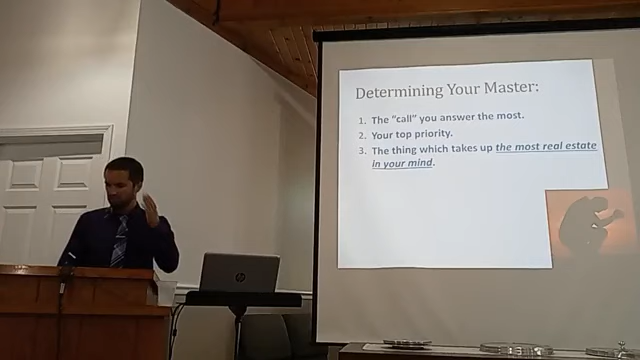 Determining Your Master:
1. The “call” you answer the most.
2. Your top priority.
3. The thing which takes up the most real estate
in your mind.
hp